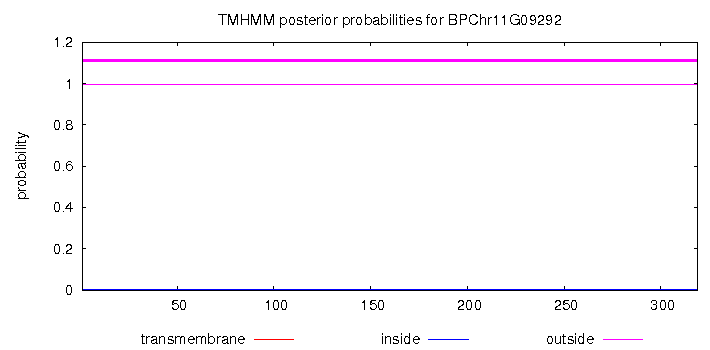 TMHMM posterior probabilities for BPChr11G09292
1.2
1
0.8
0.6
0.4
0.2
0
probability
50 100 150 200 250 300
transmembrane inside outside